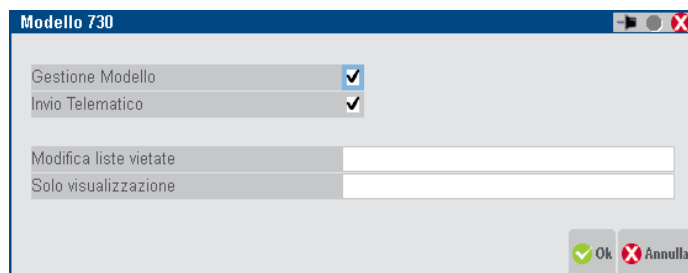 Modello 730
Gestione Modello
Invio Telematico
Modifica liste vietate
Solo visualizzazione
Ok Annulla